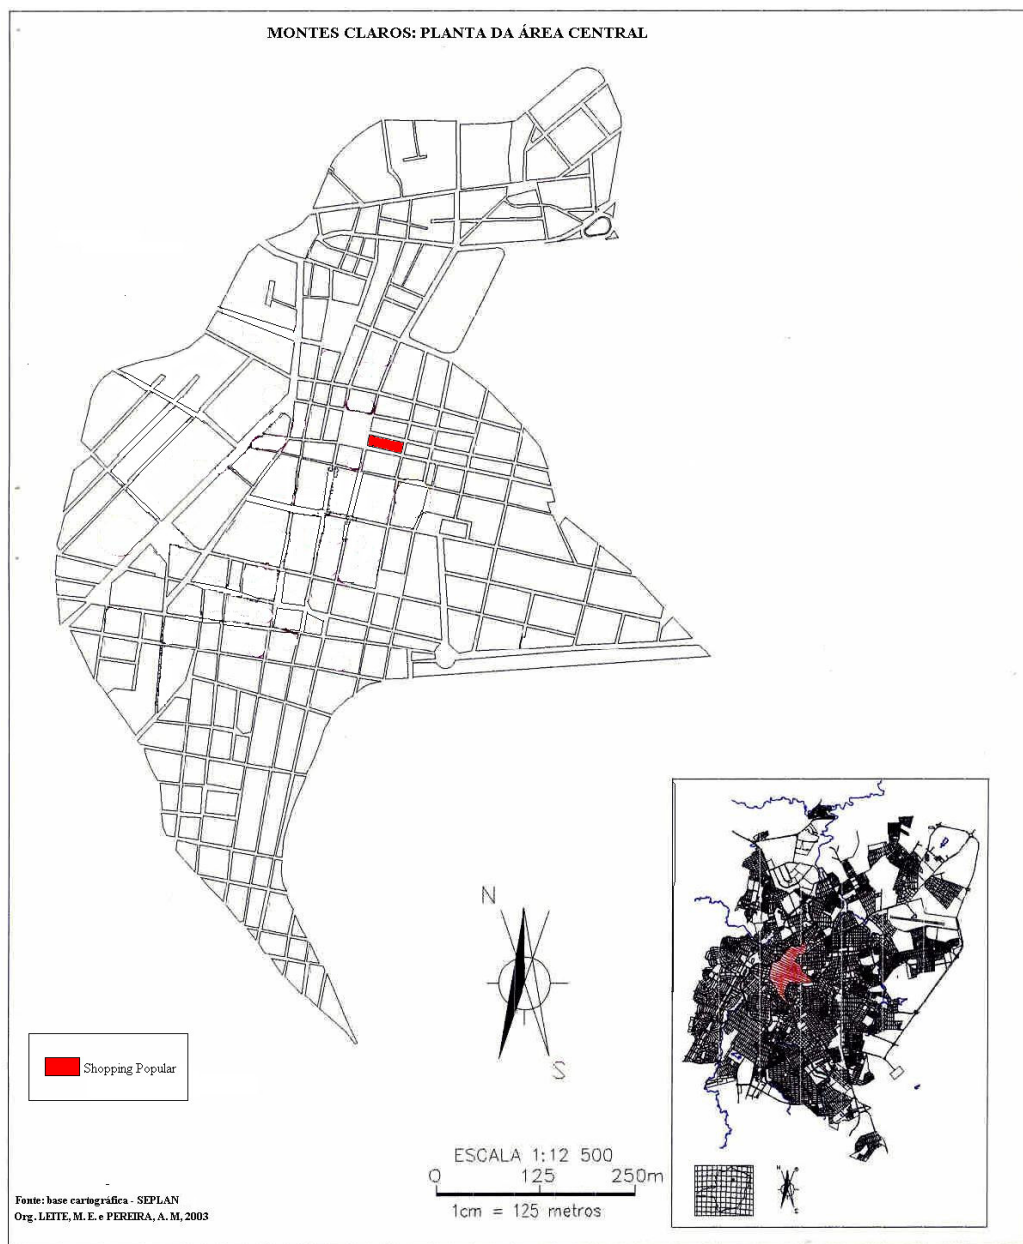 MONTES CLAROS: PLANTA DA ÁREA CENTRAL
N
S
Shopping Popular
ESCALA 1:12 500
0 125 250m
1cm = 125 metros
Fonte: base cartográfica - SEPLAN
Org. LEITE, M. E. e PEREIRA, A. M, 2003